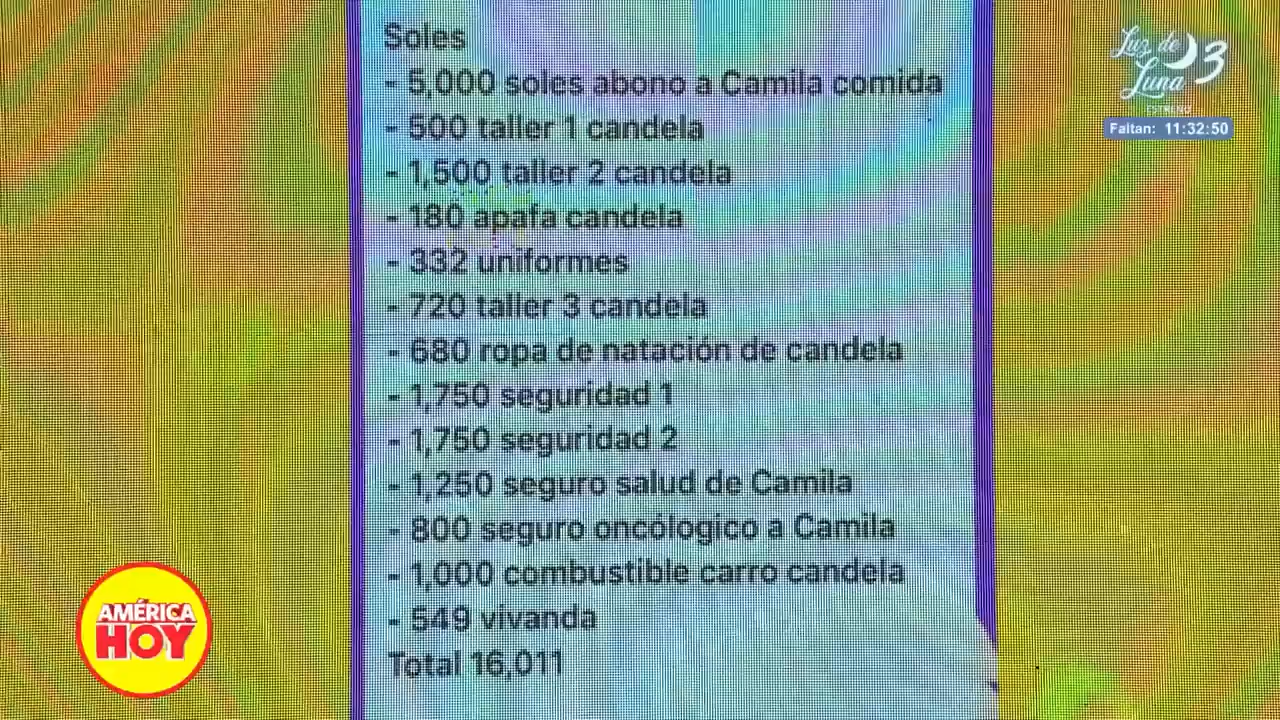 Soles
- 5,000 soles abono a Camila comida
- 500 taller 1 candela
- 1,500 taller 2 candela
- 180 apafa candela
- 332 uniformes
- 720 taller 3 candela
- 680 ropa de natación de candela
- 1,750 seguridad 1
- 1,750 seguridad 2
- 1,250 seguro salud de Camila
- 800 seguro oncólogico a Camila
- 1,000 combustible carro candela
- 549 vivanda
Total 16,011
Luz de
Luna 3
ESTRENO
Faltan: 11:32:50
AMÉRICA
HOY